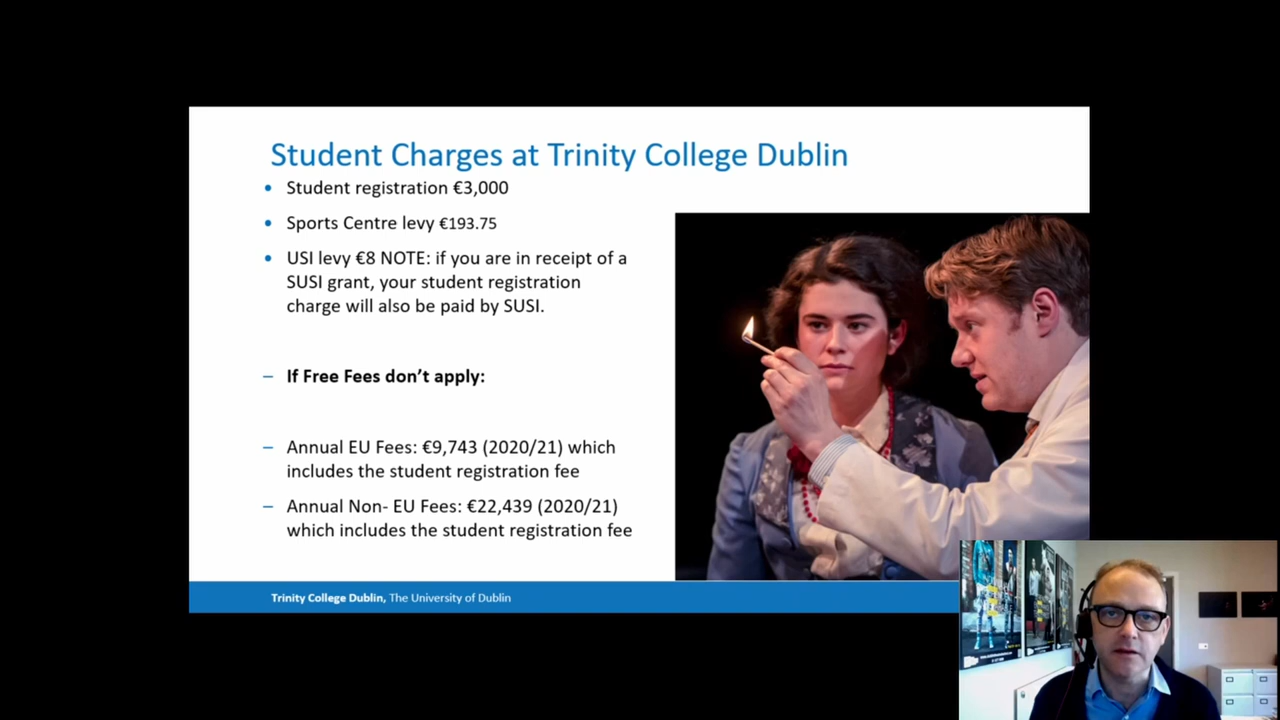 Student Charges at Trinity College Dublin
• Student registration €3,000
• Sports Centre levy €193.75
• USI levy €8 NOTE: if you are in receipt of a
SUSI grant, your student registration
charge will also be paid by SUSI.
– If Free Fees don’t apply:
– Annual EU Fees: €9,743 (2020/21) which
includes the student registration fee
– Annual Non- EU Fees: €22,439 (2020/21)
which includes the student registration fee
Trinity College Dublin, The University of Dublin